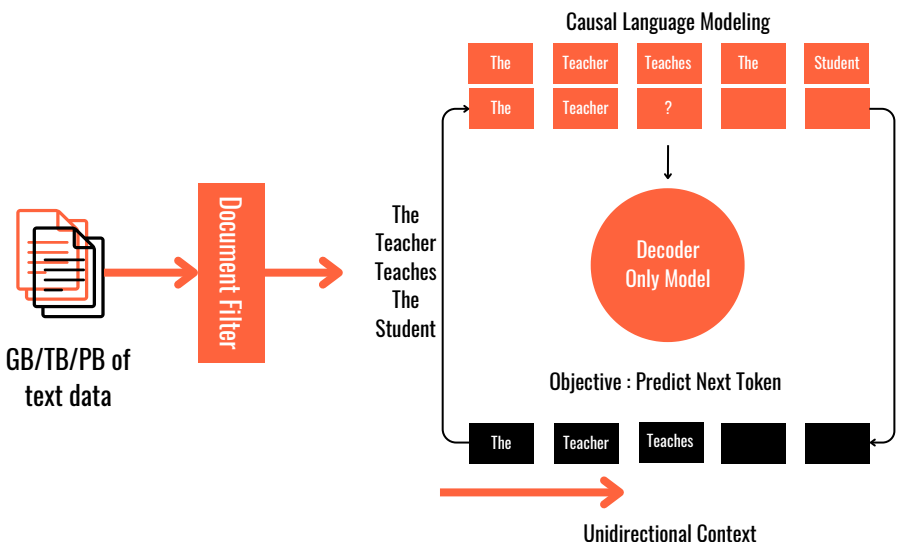 Causal Language Modeling
The Teacher Teaches The Student
The Teacher ?
Document Filter
The
Teacher
Teaches
The
Student
Decoder
Only Model
GB/TB/PB of
text data
Objective : Predict Next Token
The Teacher Teaches
Unidirectional Context